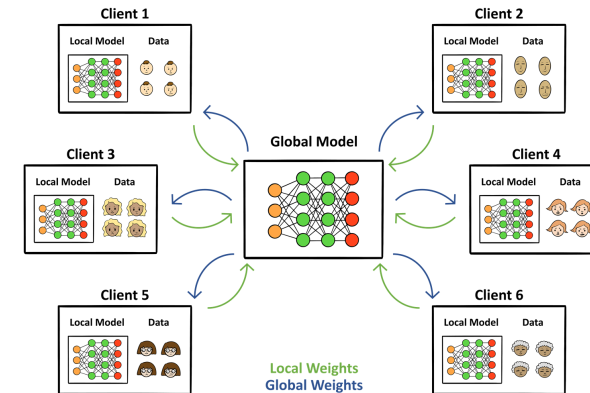 Client 1
Local Model Data
Client 2
Local Model Data
Global Model
Client 3
Local Model Data
Client 4
Local Model Data
Client 5
Local Model Data
Client 6
Local Model Data
Local Weights
Global Weights